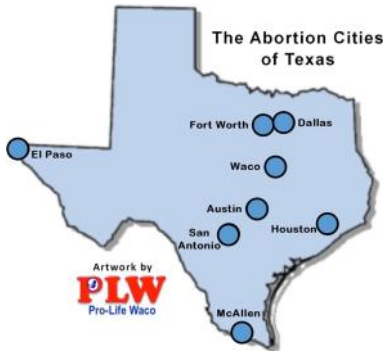 The Abortion Cities
of Texas
Fort Worth
Dallas
El Paso
Waco
Austin
San
Antonio
Houston
Artwork by
PLW
Pro-Life Waco
McAllen